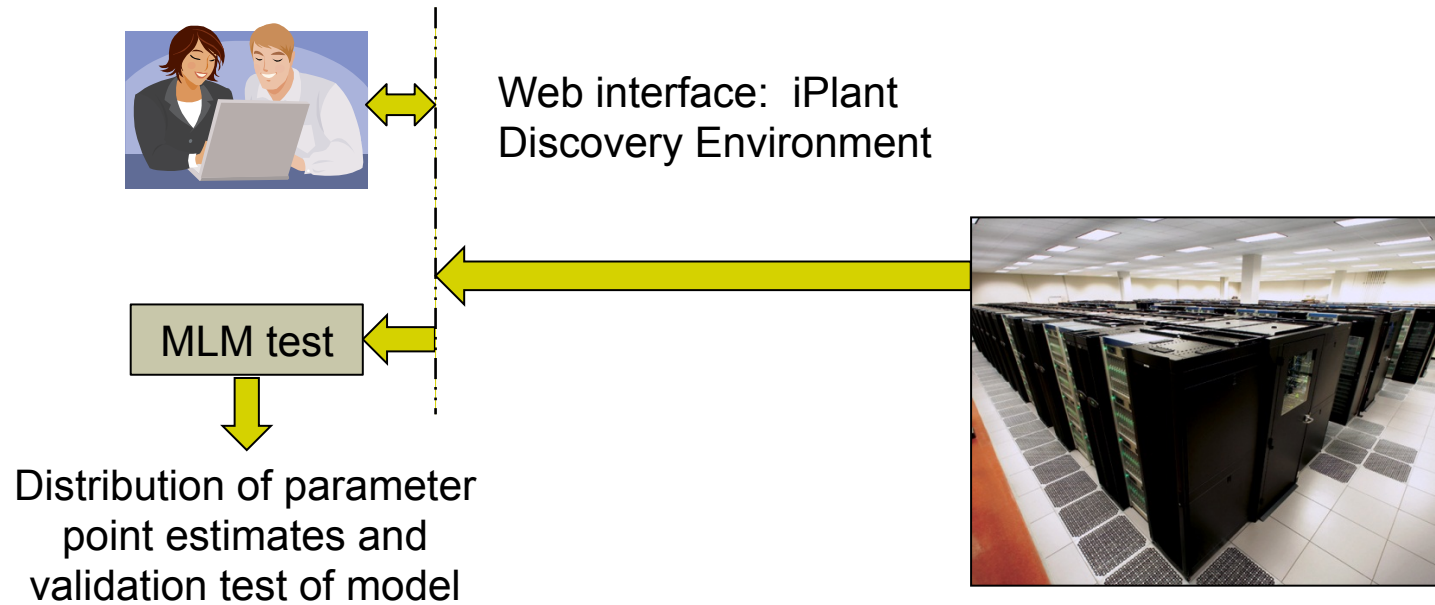 Web interface:  iPlant
Discovery Environment
MLM test
Distribution of parameter
point estimates and
validation test of model